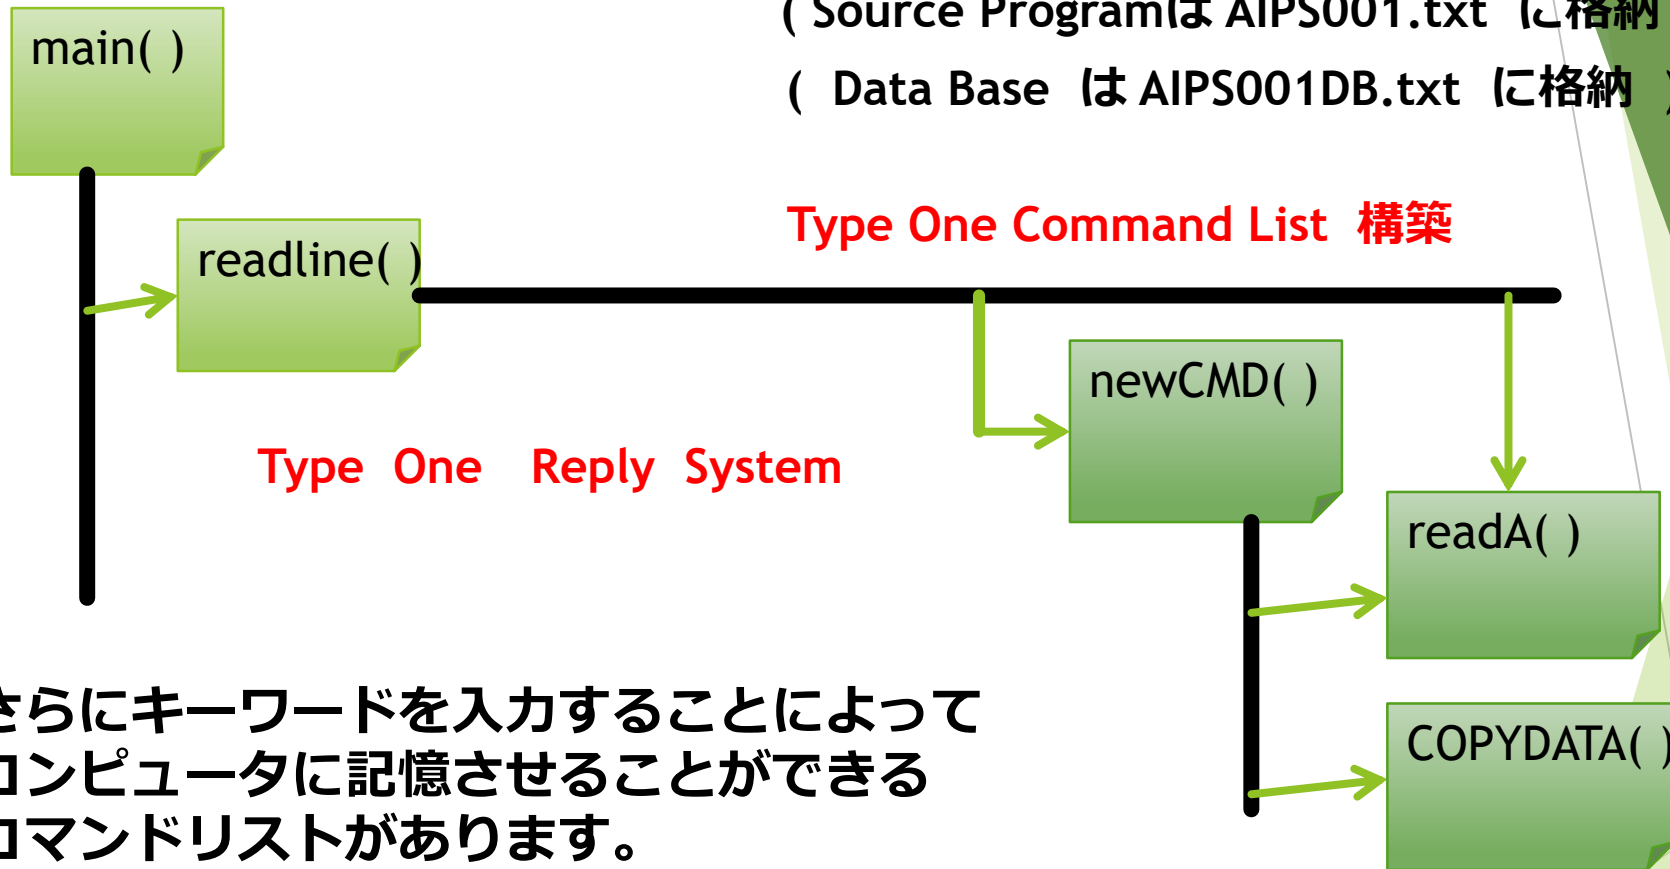 ( Source Programは AIPS001.txt に格納
( Data Base は AIPS001DB.txt に格納 )
main( )
readline( )
Type One Command List 構築
newCMD( )
Type One Reply System
readA( )
COPYDATA( )
さらにキーワードを入力することによって
コンピュータに記憶させることができる
コマンドリストがあります。